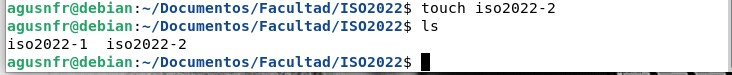 agusnfr@debian:~/Documentos/Facultad/ISO2022$ touch iso2022-2
agusnfr@debian:~/Documentos/Facultad/ISO2022$ ls
iso2022-1  iso2022-2
agusnfr@debian:~/Documentos/Facultad/ISO2022$